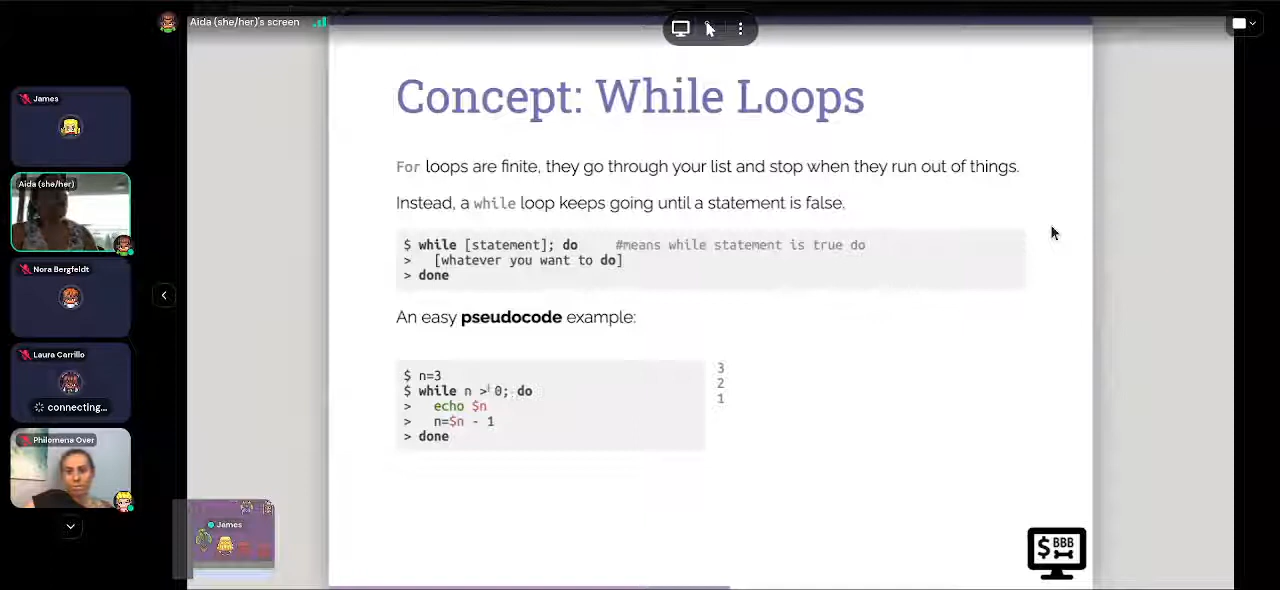 Aida (she/her)'s screen
James
Aida (she/her)
Nora Bergfeldt
Laura Carrillo
connecting...
Philomena Over
James
Concept: While Loops
For loops are finite, they go through your list and stop when they run out of things.
Instead, a while loop keeps going until a statement is false.
$ while [statement]; do #means while statement is true do
> [whatever you want to do]
> done
An easy pseudocode example:
$ n=3
$ while n > 0; do
> echo $n
> n=$n - 1
> done
3
2
1
$ BBB